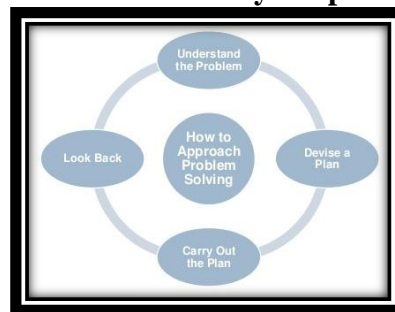 Understand
the Problem
How to
Approach
Problem
Solving
Devise a
Plan
Look Back
Carry Out
the Plan